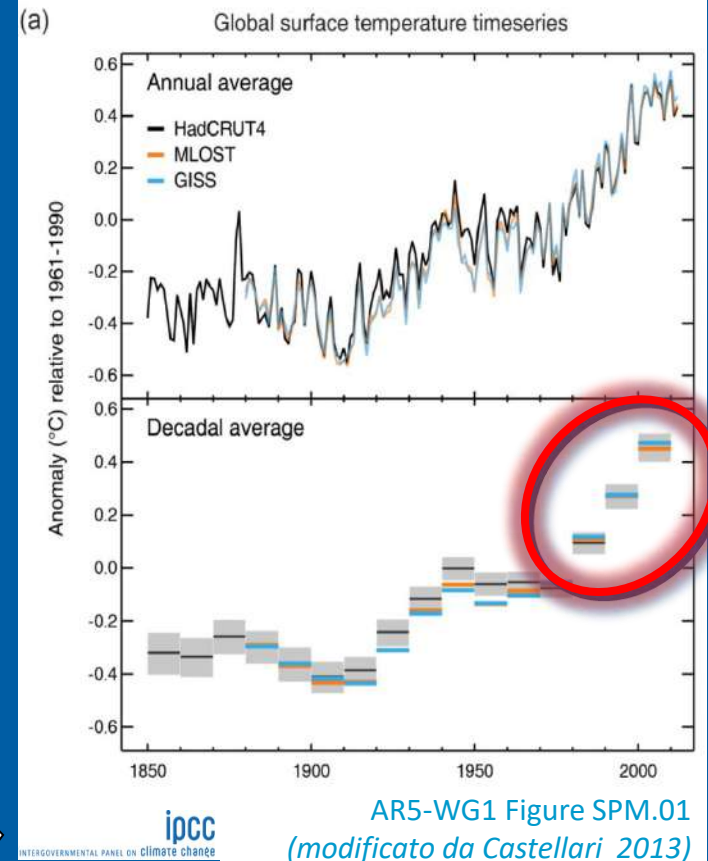 (a)
Global surface temperature timeseries
Annual average
HadCRUT4
MLOST
GISS
0.6
0.4
0.2
0.0
-0.2
-0.4
-0.6
Anomaly (°C) relative to 1961-1990
Decadal average
0.6
0.4
0.2
0.0
-0.2
-0.4
-0.6
1850 1900 1950 2000
ipcc
INTERGOVERNMENTAL PANEL ON climate change
AR5-WG1 Figure SPM.01
(modificato da Castellari 2013)